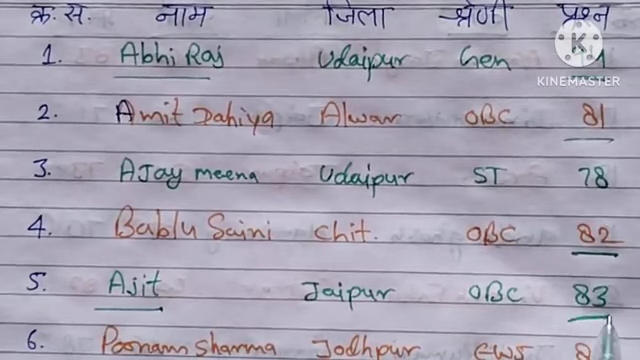 क्र. स. नाम जिला श्रेणी प्रश्न
1. Abhi Raj Udaipur Gen
KINEMASTER
2. Amit Dahiya Alwar OBC 81
3. AJay meena Udaipur ST 78
4. Bablu Saini chit. OBC 82
5. Ajit Jaipur OBC 83
6. Poonam sharma Jodhpur EWS